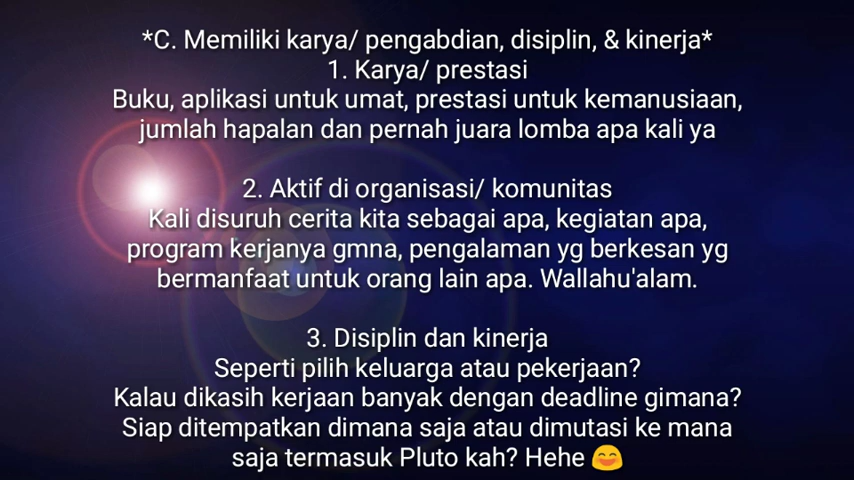 *C. Memiliki karya/ pengabdian, disiplin, & kinerja*
1. Karya/ prestasi
Buku, aplikasi untuk umat, prestasi untuk kemanusiaan,
jumlah hapalan dan pernah juara lomba apa kali ya
2. Aktif di organisasi/ komunitas
Kali disuruh cerita kita sebagai apa, kegiatan apa,
program kerjanya gmna, pengalaman yg berkesan yg
bermanfaat untuk orang lain apa. Wallahu'alam.
3. Disiplin dan kinerja
Seperti pilih keluarga atau pekerjaan?
Kalau dikasih kerjaan banyak dengan deadline gimana?
Siap ditempatkan dimana saja atau dimutasi ke mana
saja termasuk Pluto kah? Hehe 😄